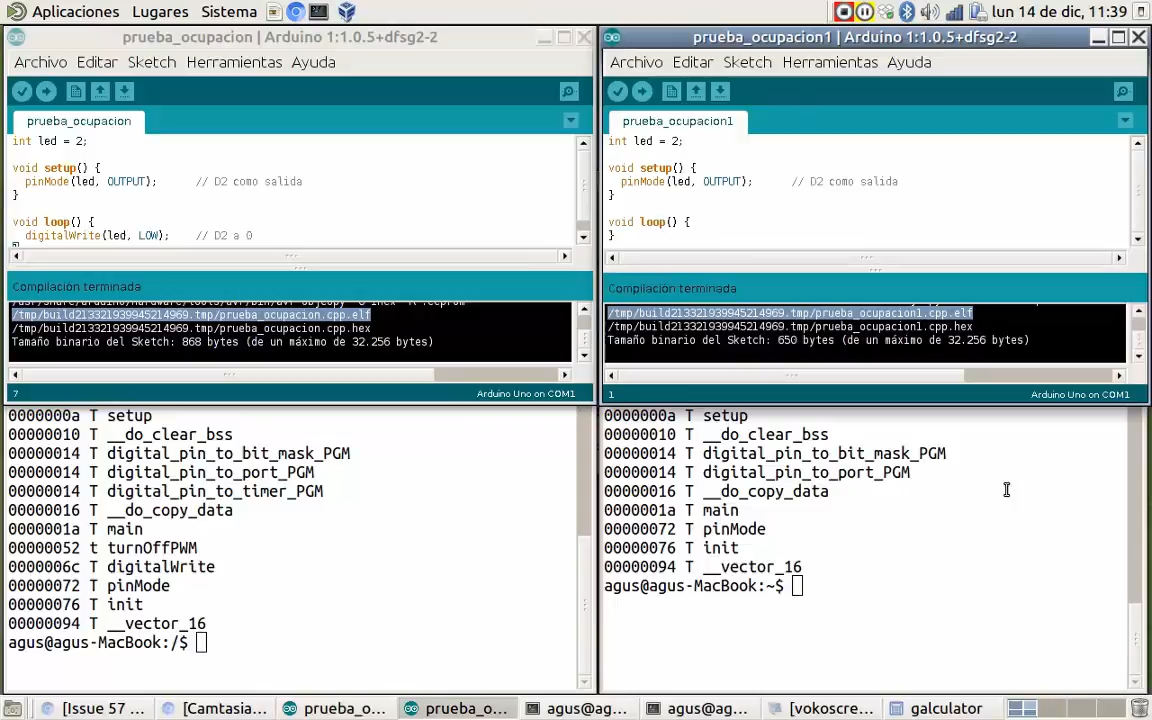 Aplicaciones Lugares Sistema lun 14 de dic, 11:39
prueba_ocupacion | Arduino 1:1.0.5+dfsg2-2
Archivo Editar Sketch Herramientas Ayuda
prueba_ocupacion
int led = 2;
void setup() {
pinMode(led, OUTPUT); // D2 como salida
}
void loop() {
digitalWrite(led, LOW); // D2 a 0
}
Compilación terminada
/tmp/build213321939945214969.tmp/prueba_ocupacion.cpp.elf
/tmp/build213321939945214969.tmp/prueba_ocupacion.cpp.hex
Tamaño binario del Sketch: 868 bytes (de un máximo de 32.256 bytes)
7 Arduino Uno on COM1
0000000a T setup
00000010 T __do_clear_bss
00000014 T digital_pin_to_bit_mask_PGM
00000014 T digital_pin_to_port_PGM
00000014 T digital_pin_to_timer_PGM
00000016 T __do_copy_data
0000001a T main
00000052 t turnOffPWM
0000006c T digitalWrite
00000072 T pinMode
00000076 T init
00000094 T __vector_16
agus@agus-MacBook:/$
prueba_ocupacion1 | Arduino 1:1.0.5+dfsg2-2
Archivo Editar Sketch Herramientas Ayuda
prueba_ocupacion1
int led = 2;
void setup() {
pinMode(led, OUTPUT); // D2 como salida
}
void loop() {
}
Compilación terminada
/tmp/build213321939945214969.tmp/prueba_ocupacion1.cpp.elf
/tmp/build213321939945214969.tmp/prueba_ocupacion1.cpp.hex
Tamaño binario del Sketch: 650 bytes (de un máximo de 32.256 bytes)
1 Arduino Uno on COM1
0000000a T setup
00000010 T __do_clear_bss
00000014 T digital_pin_to_bit_mask_PGM
00000014 T digital_pin_to_port_PGM
00000016 T __do_copy_data
0000001a T main
00000072 T pinMode
00000076 T init
00000094 T __vector_16
agus@agus-MacBook:~$
[Issue 57 ... [Camtasia... prueba_o... prueba_o... agus@ag... agus@ag... [vokoscre... galculator